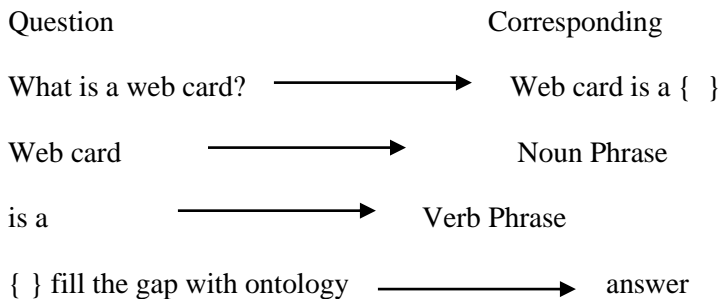 Question Corresponding
What is a web card? Web card is a { }
Web card Noun Phrase
is a Verb Phrase
{ } fill the gap with ontology answer